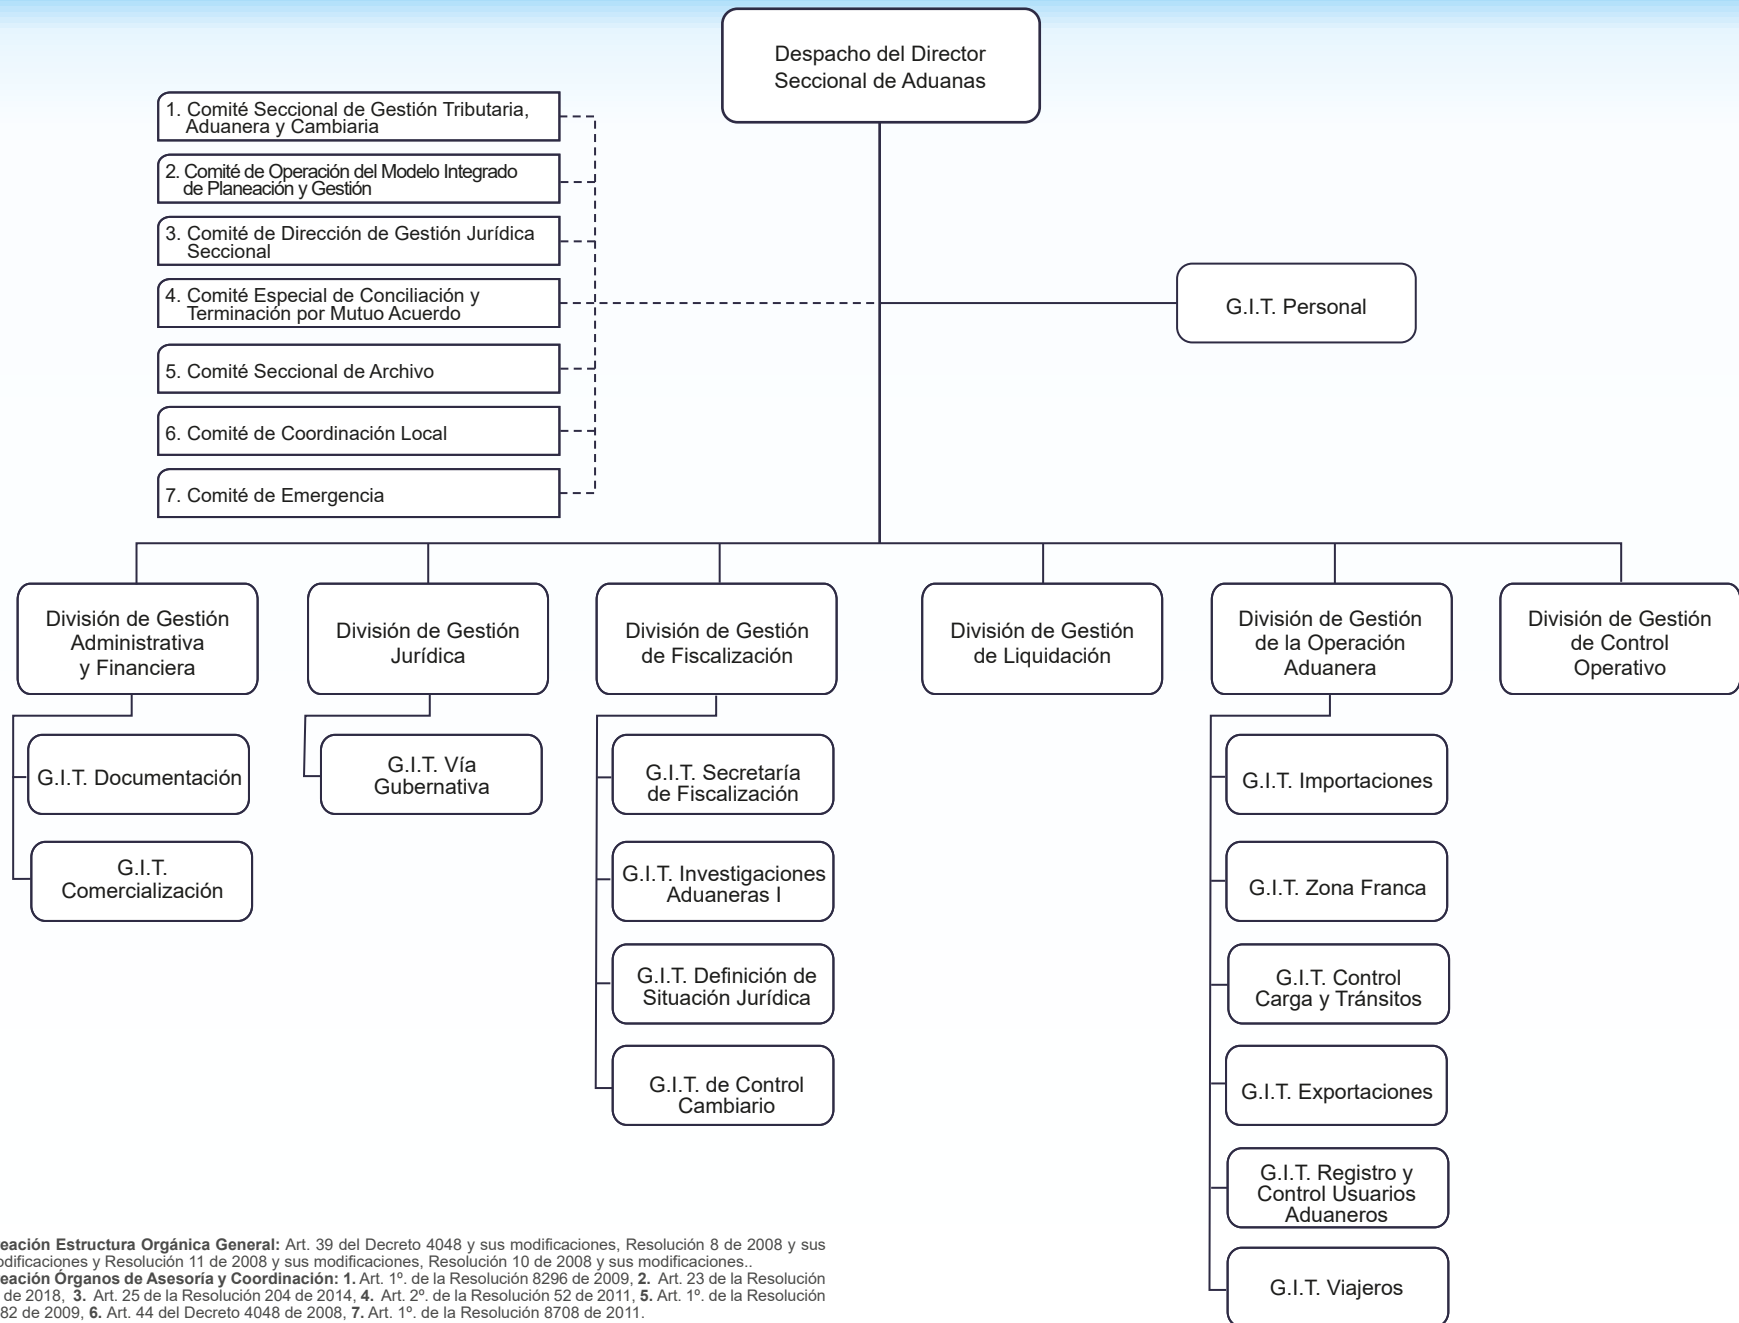 Despacho del Director
Seccional de Aduanas
1. Comité Seccional de Gestión Tributaria,
Aduanera y Cambiaria
2. Comité de Operación del Modelo Integrado
de Planeación y Gestión
3. Comité de Dirección de Gestión Jurídica
Seccional
4. Comité Especial de Conciliación y
Terminación por Mutuo Acuerdo
5. Comité Seccional de Archivo
6. Comité de Coordinación Local
7. Comité de Emergencia
G.I.T. Personal
División de Gestión
Administrativa
y Financiera
División de Gestión
Jurídica
División de Gestión
de Fiscalización
División de Gestión
de Liquidación
División de Gestión
de la Operación
Aduanera
División de Gestión
de Control
Operativo
G.I.T. Documentación
G.I.T.
Comercialización
G.I.T. Vía
Gubernativa
G.I.T. Secretaría
de Fiscalización
G.I.T. Investigaciones
Aduaneras I
G.I.T. Definición de
Situación Jurídica
G.I.T. de Control
Cambiario
G.I.T. Importaciones
G.I.T. Zona Franca
G.I.T. Control
Carga y Tránsitos
G.I.T. Exportaciones
G.I.T. Registro y
Control Usuarios
Aduaneros
G.I.T. Viajeros
eación Estructura Orgánica General: Art. 39 del Decreto 4048 y sus modificaciones, Resolución 8 de 2008 y sus
odificaciones y Resolución 11 de 2008 y sus modificaciones, Resolución 10 de 2008 y sus modificaciones..
eación Órganos de Asesoría y Coordinación: 1. Art. 1º. de la Resolución 8296 de 2009, 2. Art. 23 de la Resolución
de 2018, 3. Art. 25 de la Resolución 204 de 2014, 4. Art. 2º. de la Resolución 52 de 2011, 5. Art. 1º. de la Resolución
82 de 2009, 6. Art. 44 del Decreto 4048 de 2008, 7. Art. 1º. de la Resolución 8708 de 2011.